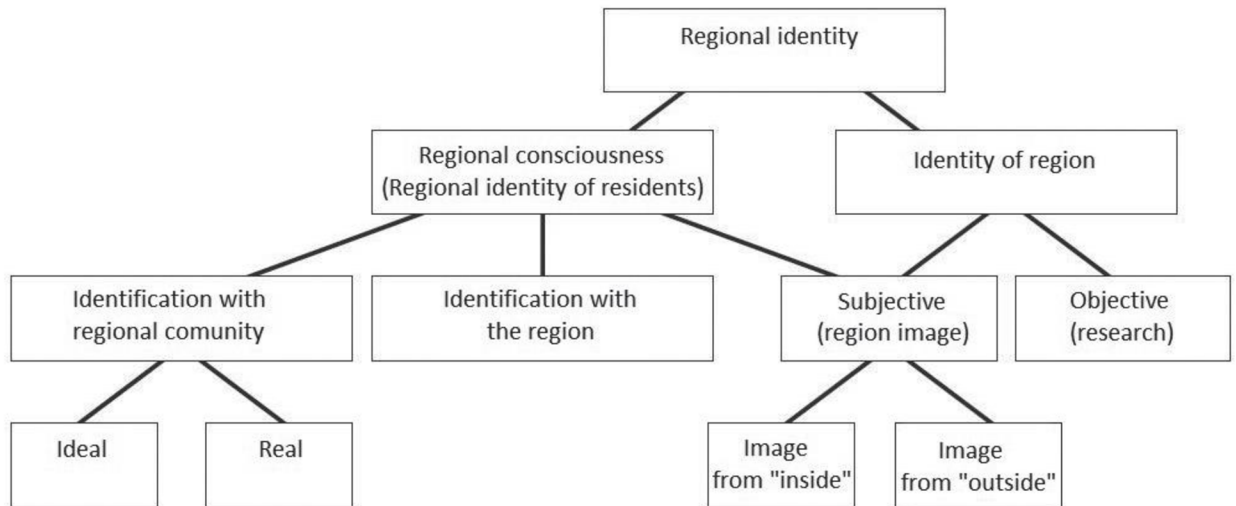 Regional identity
Regional consciousness
(Regional identity of residents)
Identity of region
Identification with
regional comunity
Identification with
the region
Subjective
(region image)
Objective
(research)
Ideal
Real
Image
from "inside"
Image
from "outside"